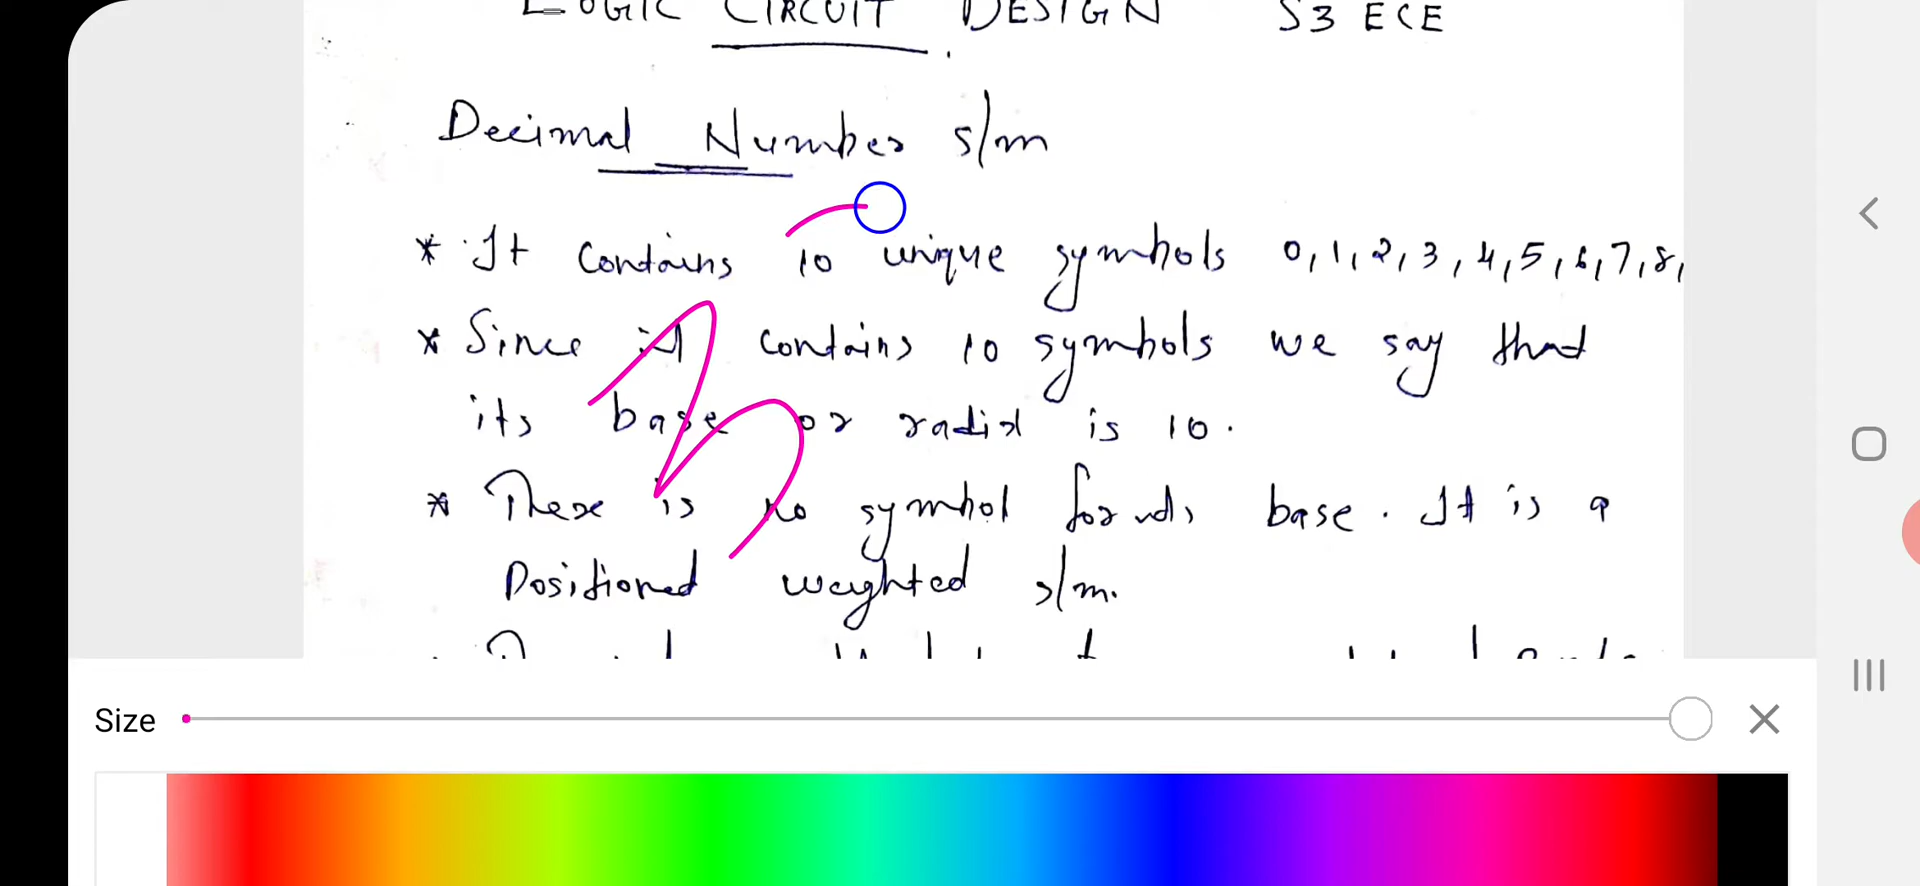 LOGIC CIRCUIT DESIGN S3 ECE
Decimal Number s/m
* It contains 10 unique symbols 0, 1, 2, 3, 4, 5, 6, 7, 8,
* Since it contains 10 symbols we say that
its base or radix is 10.
* There is no symbol for its base. It is a
Positioned weighted s/m.
Size